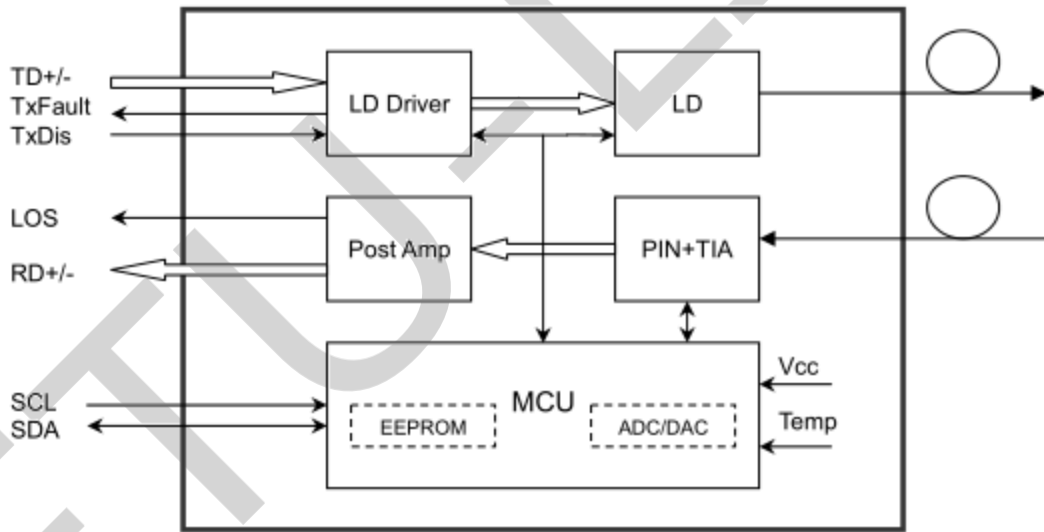 TD+/-
TxFault
TxDis
LD Driver
LD
LOS
RD+/-
Post Amp
PIN+TIA
SCL
SDA
MCU
EEPROM
ADC/DAC
Vcc
Temp